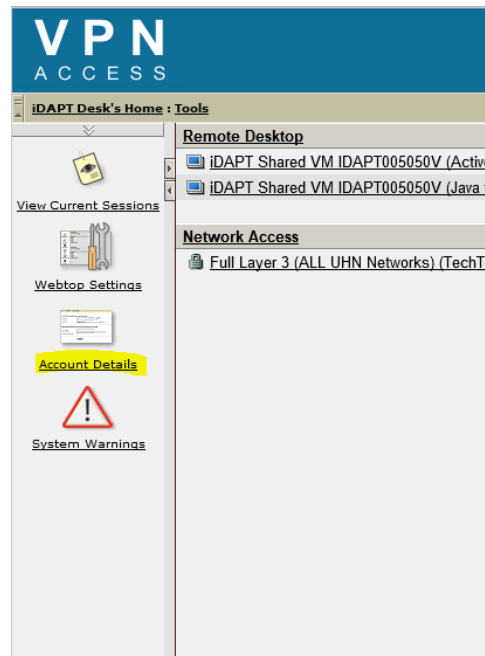 VPN
ACCESS
iDAPT Desk's Home : Tools
Remote Desktop
iDAPT Shared VM IDAPT005050V (Activ
iDAPT Shared VM IDAPT005050V (Java
View Current Sessions
Webtop Settings
Account Details
System Warnings
Network Access
Full Layer 3 (ALL UHN Networks) (TechT